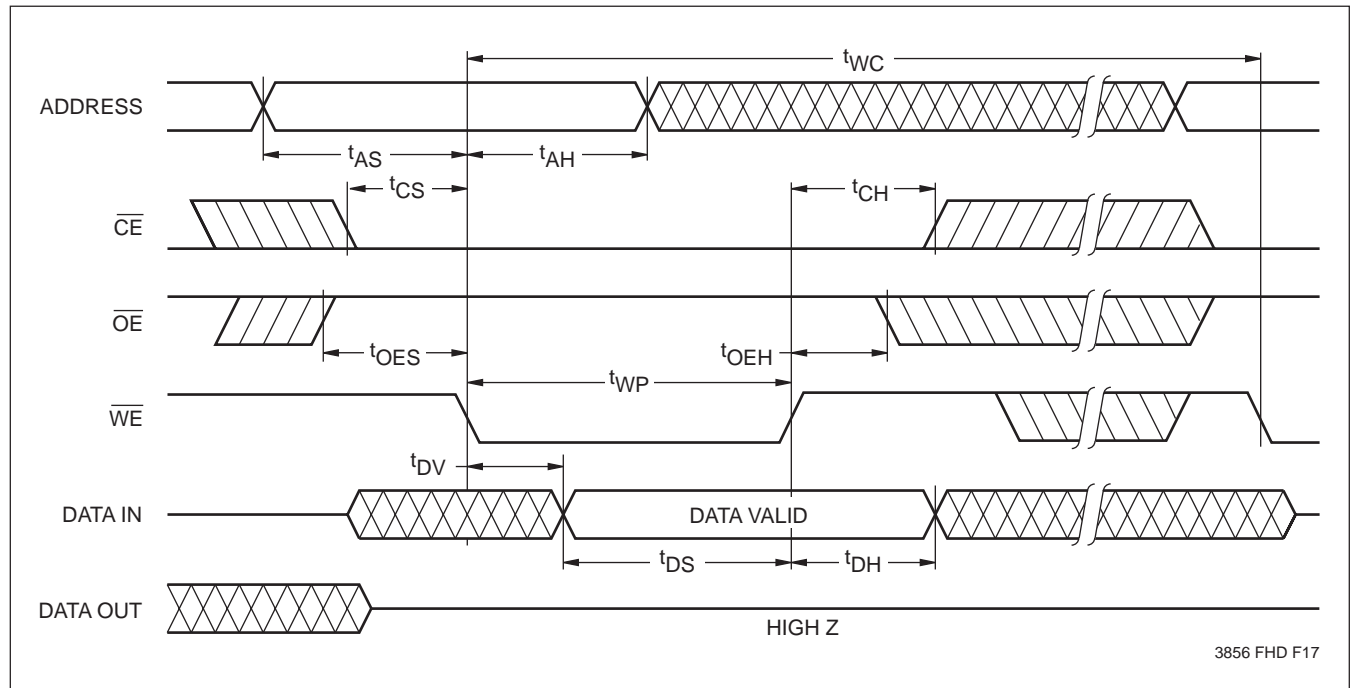 tWC
ADDRESS
tAS
tAH
tCS
tCH
CE
OE
tOES
tOEH
tWP
WE
tDV
DATA IN
DATA VALID
tDS
tDH
DATA OUT
HIGH Z
3856 FHD F17